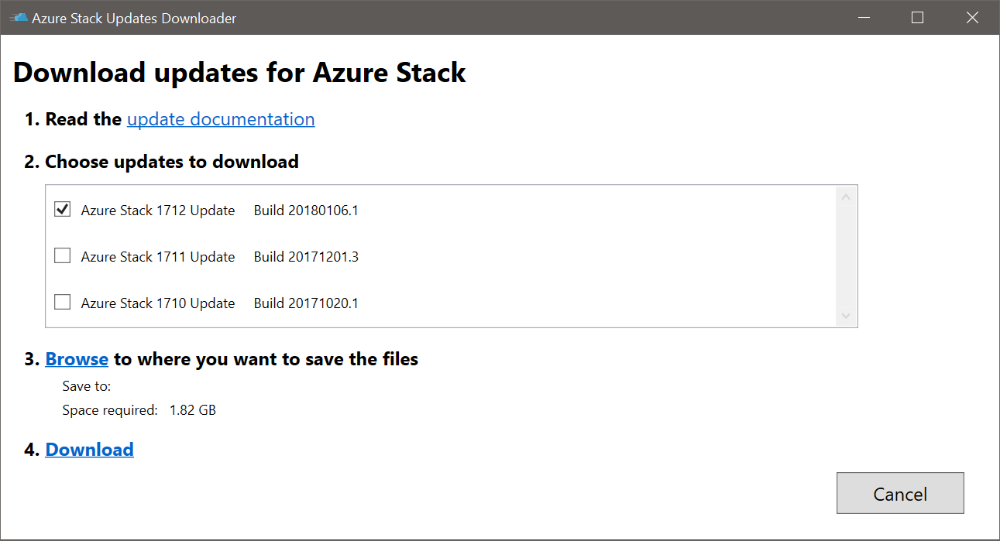 Azure Stack Updates Downloader
Download updates for Azure Stack
1. Read the update documentation
2. Choose updates to download
Azure Stack 1712 Update Build 20180106.1
Azure Stack 1711 Update Build 20171201.3
Azure Stack 1710 Update Build 20171020.1
3. Browse to where you want to save the files
Save to:
Space required: 1.82 GB
4. Download
Cancel